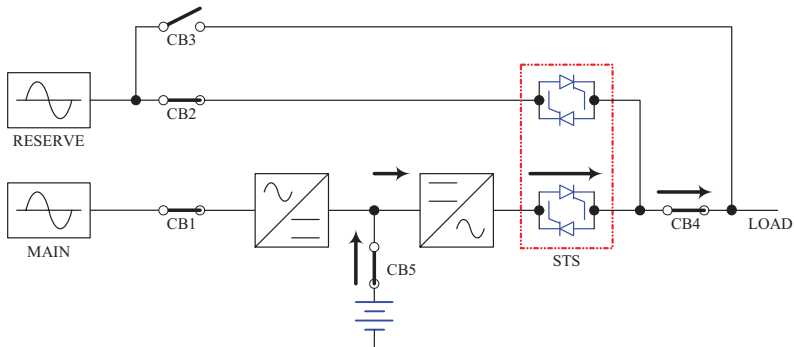 CB3
CB2
RESERVE
CB1
MAIN
CB5
STS
CB4
LOAD